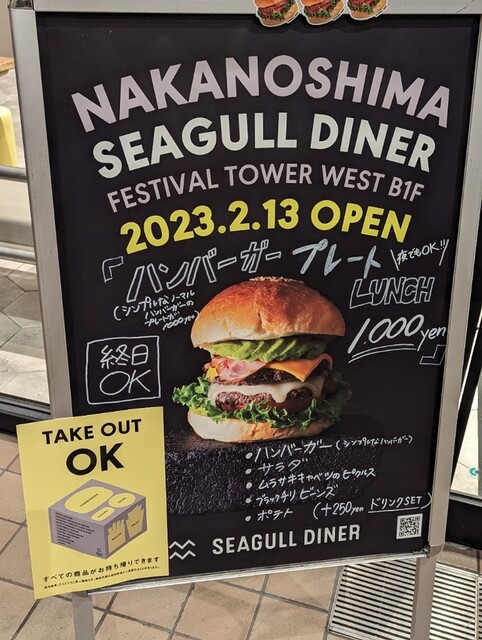 NAKANOSHIMA
SEAGULL DINER
FESTIVAL TOWER WEST B1F
2023.2.13 OPEN
「ハンバーガー プレート
\夜でもOK!!/
(シンプルなノーマル
ハンバーガーの
プレートが
1000yen)
LUNCH
1.000yen」
終日
OK
・ハンバーガー(シンプルなハンバーガー)
・サラダ
・ムラサキキャベツのピクルス
・ブラックチリビーンズ
・ポテト (+250yen ドリンクSET)
SEAGULL DINER
TAKE OUT
OK
すべての商品がお持ち帰りできます